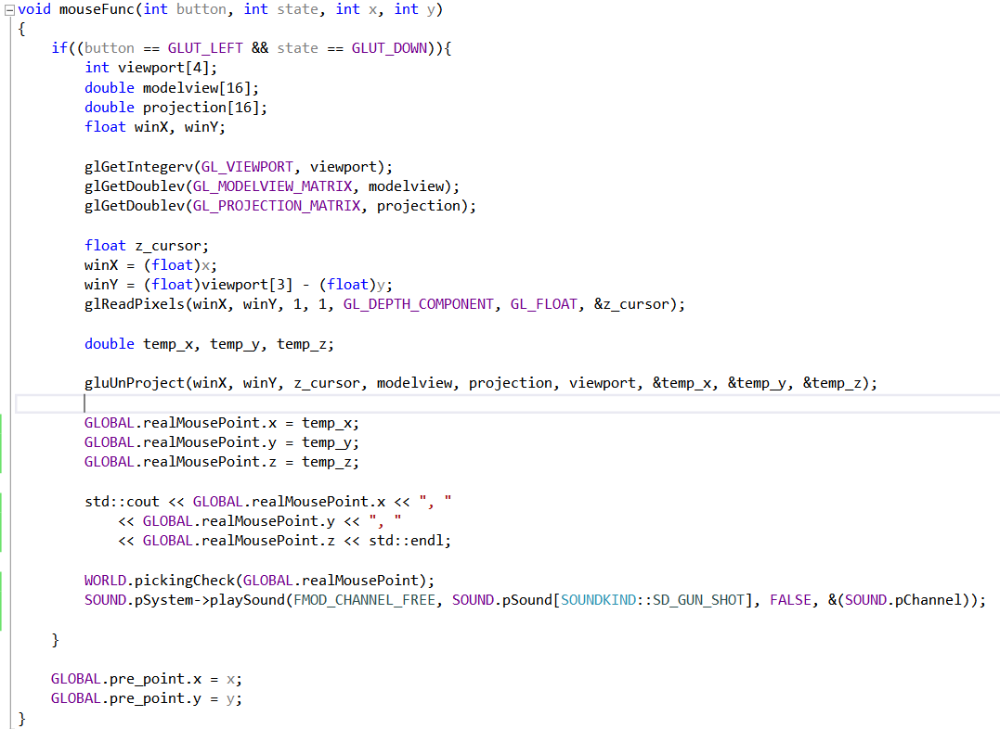 void mouseFunc(int button, int state, int x, int y)
{
    if((button == GLUT_LEFT && state == GLUT_DOWN)){
        int viewport[4];
        double modelview[16];
        double projection[16];
        float winX, winY;

        glGetIntegerv(GL_VIEWPORT, viewport);
        glGetDoublev(GL_MODELVIEW_MATRIX, modelview);
        glGetDoublev(GL_PROJECTION_MATRIX, projection);

        float z_cursor;
        winX = (float)x;
        winY = (float)viewport[3] - (float)y;
        glReadPixels(winX, winY, 1, 1, GL_DEPTH_COMPONENT, GL_FLOAT, &z_cursor);

        double temp_x, temp_y, temp_z;

        gluUnProject(winX, winY, z_cursor, modelview, projection, viewport, &temp_x, &temp_y, &temp_z);

        GLOBAL.realMousePoint.x = temp_x;
        GLOBAL.realMousePoint.y = temp_y;
        GLOBAL.realMousePoint.z = temp_z;

        std::cout << GLOBAL.realMousePoint.x << ", "
            << GLOBAL.realMousePoint.y << ", "
            << GLOBAL.realMousePoint.z << std::endl;

        WORLD.pickingCheck(GLOBAL.realMousePoint);
        SOUND.pSystem->playSound(FMOD_CHANNEL_FREE, SOUND.pSound[SOUNDKIND::SD_GUN_SHOT], FALSE, &(SOUND.pChannel));

    }

    GLOBAL.pre_point.x = x;
    GLOBAL.pre_point.y = y;
}